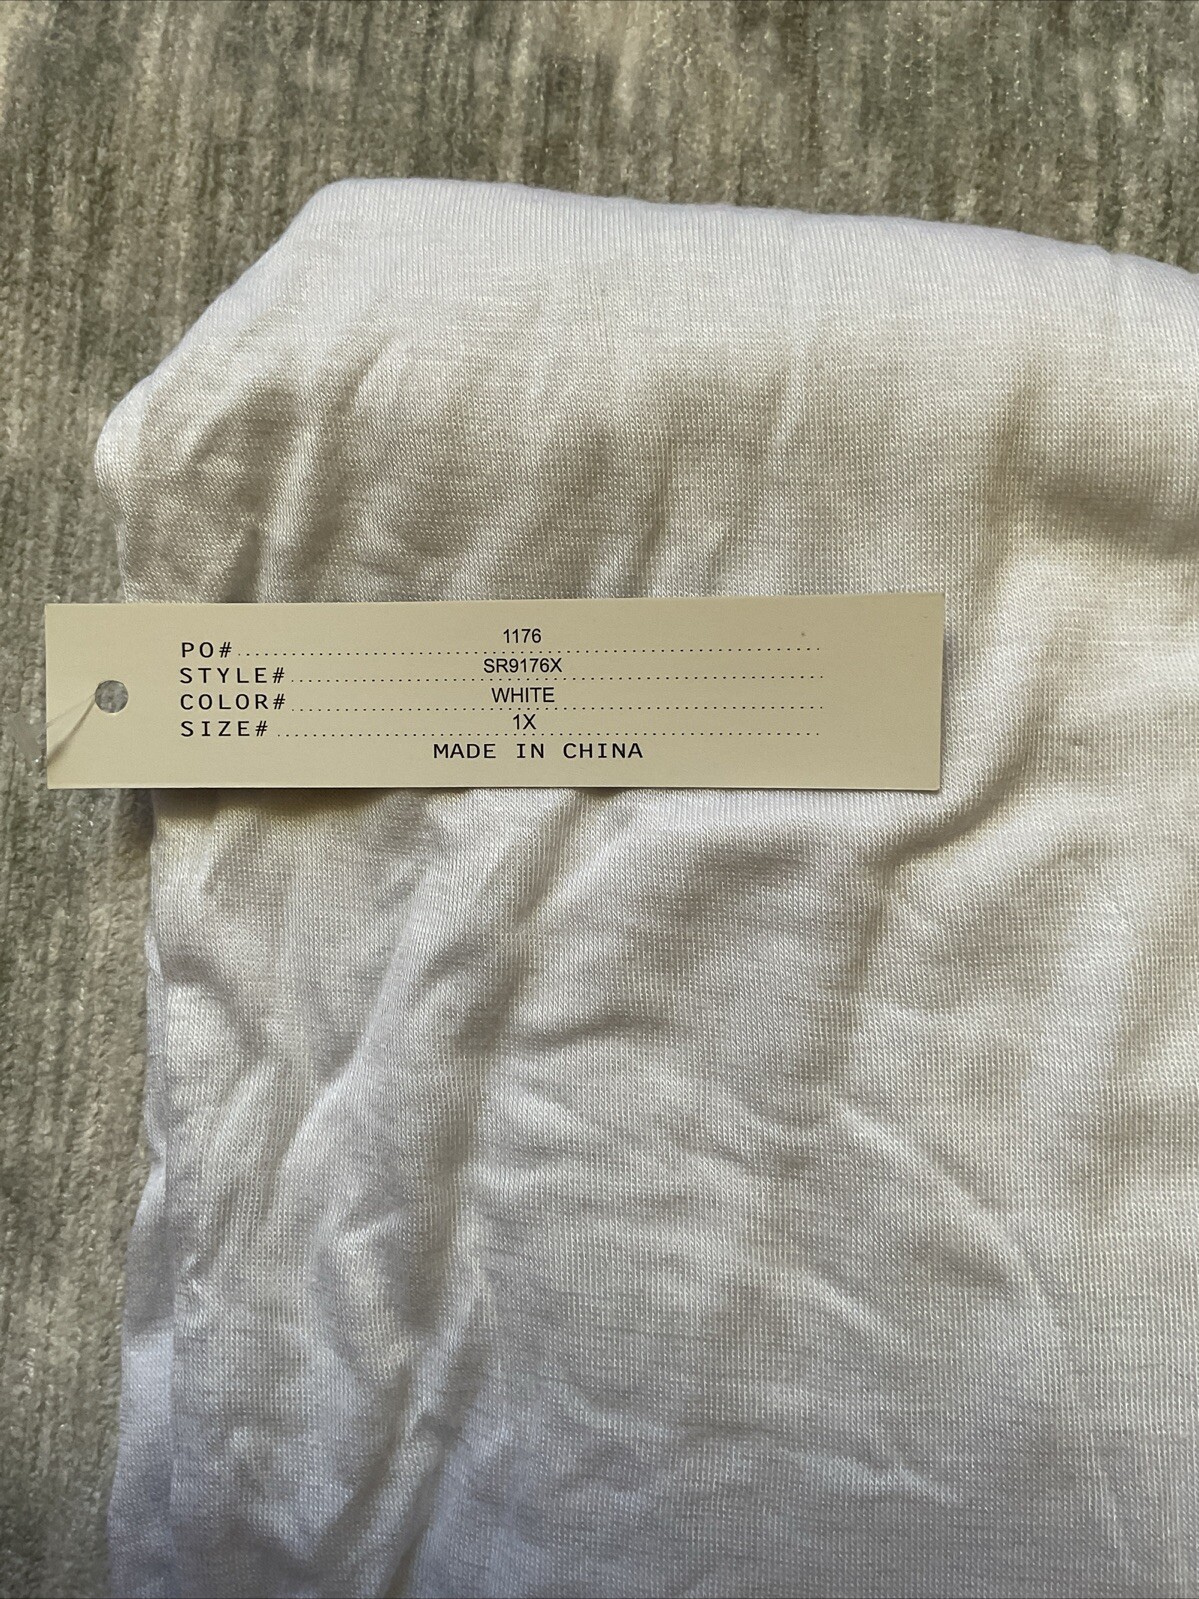 PO#........................................ 1176
STYLE#........................................ SR9176X
COLOR#........................................ WHITE
SIZE#........................................ 1X
MADE IN CHINA